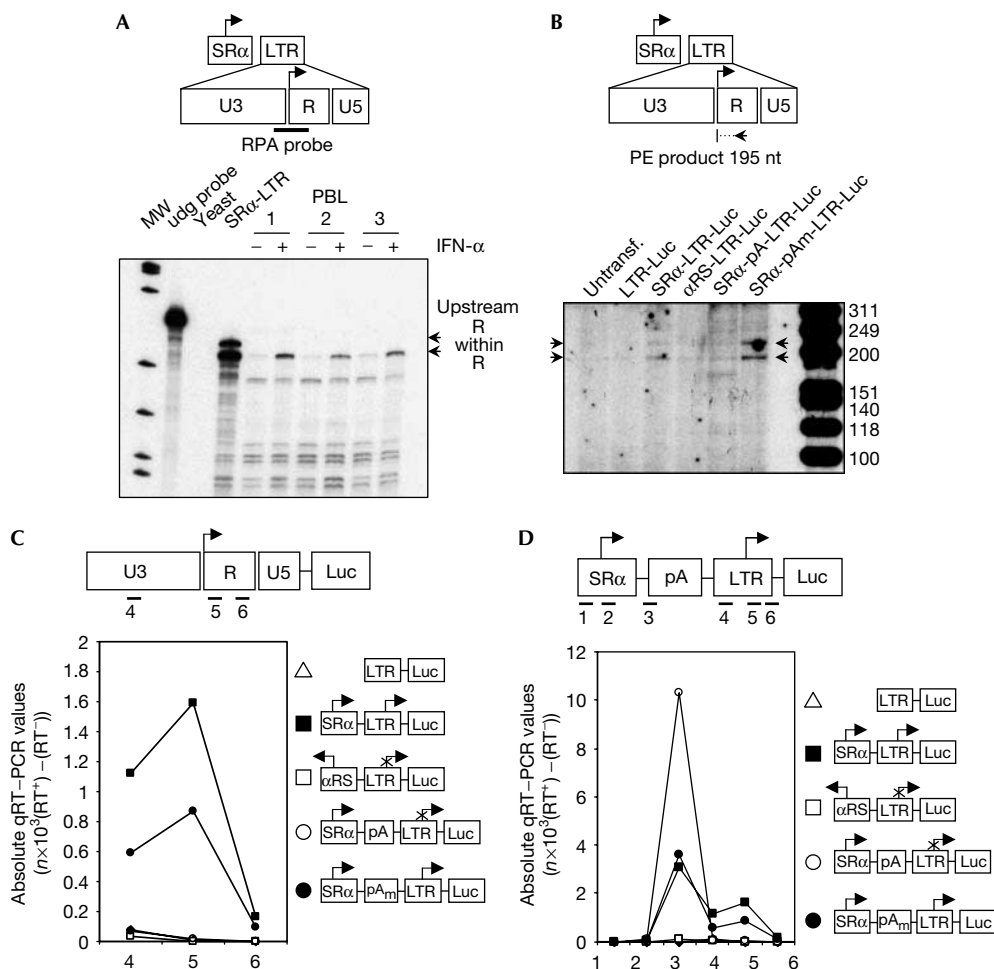 A
SRα LTR
U3 R U5
RPA probe
MW
udg probe
Yeast
SRα-LTR
PBL
1 2 3
– + – + – + IFN-α
Upstream
R
within
R
B
SRα LTR
U3 R U5
PE product 195 nt
Untransf.
LTR-Luc
SRα-LTR-Luc
αRS-LTR-Luc
SRα-pA-LTR-Luc
SRα-pAm-LTR-Luc
311
249
200
151
140
118
100
C
U3 R U5 Luc
4 5 6
Absolute qRT–PCR values
(n×10³(RT⁺) – (RT⁻))
2
1.8
1.6
1.4
1.2
1
0.8
0.6
0.4
0.2
0
4 5 6
LTR Luc
SRα LTR Luc
αRS LTR Luc
SRα pA LTR Luc
SRα pAm LTR Luc
D
SRα pA LTR Luc
1 2 3 4 5 6
Absolute qRT–PCR values
(n×10³(RT⁺) – (RT⁻))
12
10
8
6
4
2
0
1 2 3 4 5 6
LTR Luc
SRα LTR Luc
αRS LTR Luc
SRα pA LTR Luc
SRα pAm LTR Luc